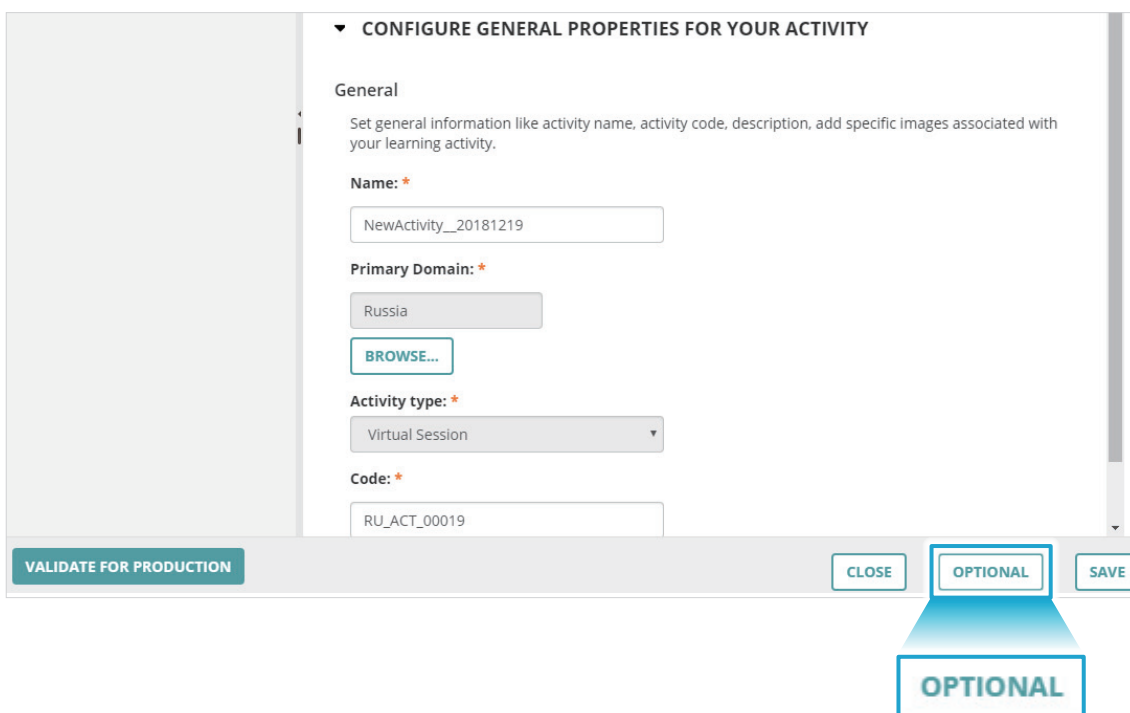 CONFIGURE GENERAL PROPERTIES FOR YOUR ACTIVITY
General
Set general information like activity name, activity code, description, add specific images associated with
your learning activity.
Name: *
NewActivity__20181219
Primary Domain: *
Russia
BROWSE...
Activity type: *
Virtual Session
Code: *
RU_ACT_00019
VALIDATE FOR PRODUCTION
CLOSE
OPTIONAL
SAVE
OPTIONAL